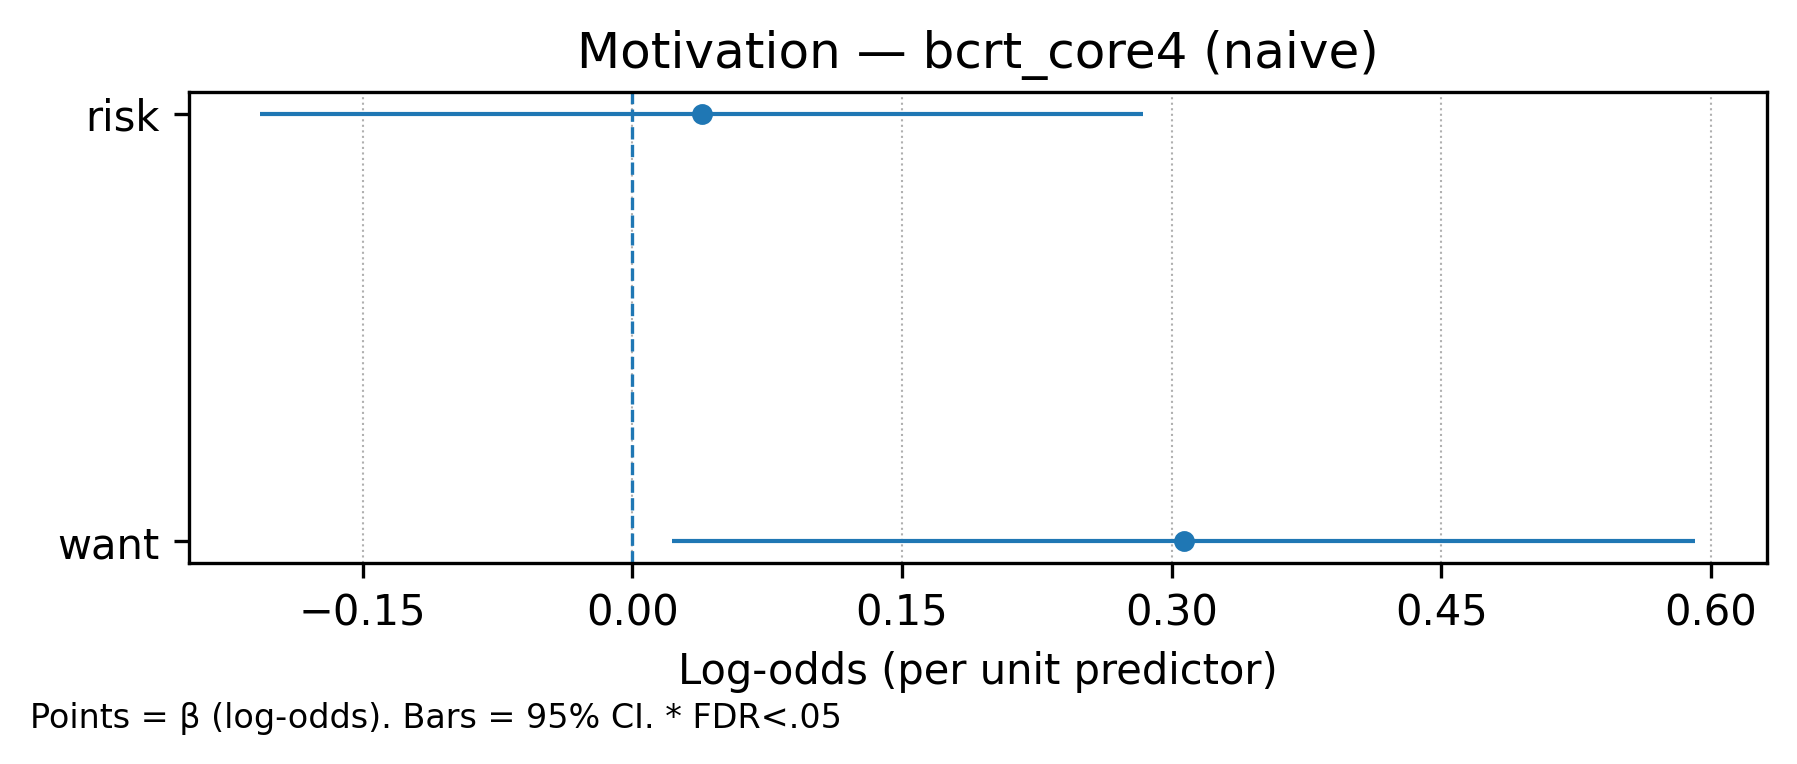 Motivation — bcrt_core4 (naive)
risk
want
−0.15 0.00 0.15 0.30 0.45 0.60
Log-odds (per unit predictor)
Points = β (log-odds). Bars = 95% CI. * FDR<.05